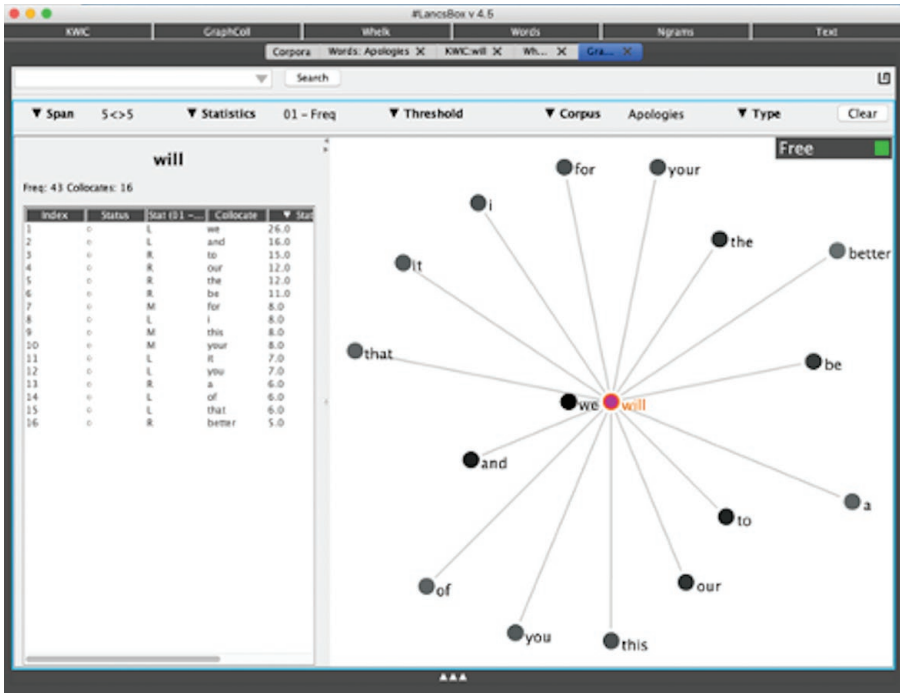 #LancsBox v 4.5
KWIC GraphColl Whelk Words Ngrams Text
Corpora Words: Apologies X KWIC:will X Wh... X Gra... X
Search
▼ Span 5<>5 ▼ Statistics 01 - Freq ▼ Threshold ▼ Corpus Apologies ▼ Type Clear
will
Freq: 43 Collocates: 16
Index Status Stat (01 -... Collocate ▼ Stat
1 o L we 26.0
2 o L and 16.0
3 o R to 15.0
4 o R our 12.0
5 o R the 12.0
6 o R be 11.0
7 o M for 8.0
8 o L i 8.0
9 o M this 8.0
10 o M your 8.0
11 o L it 7.0
12 o L you 7.0
13 o R a 6.0
14 o L of 6.0
15 o L that 6.0
16 o R better 5.0
Free
for
your
i
the
better
it
that
be
we
will
and
a
to
of
our
you
this